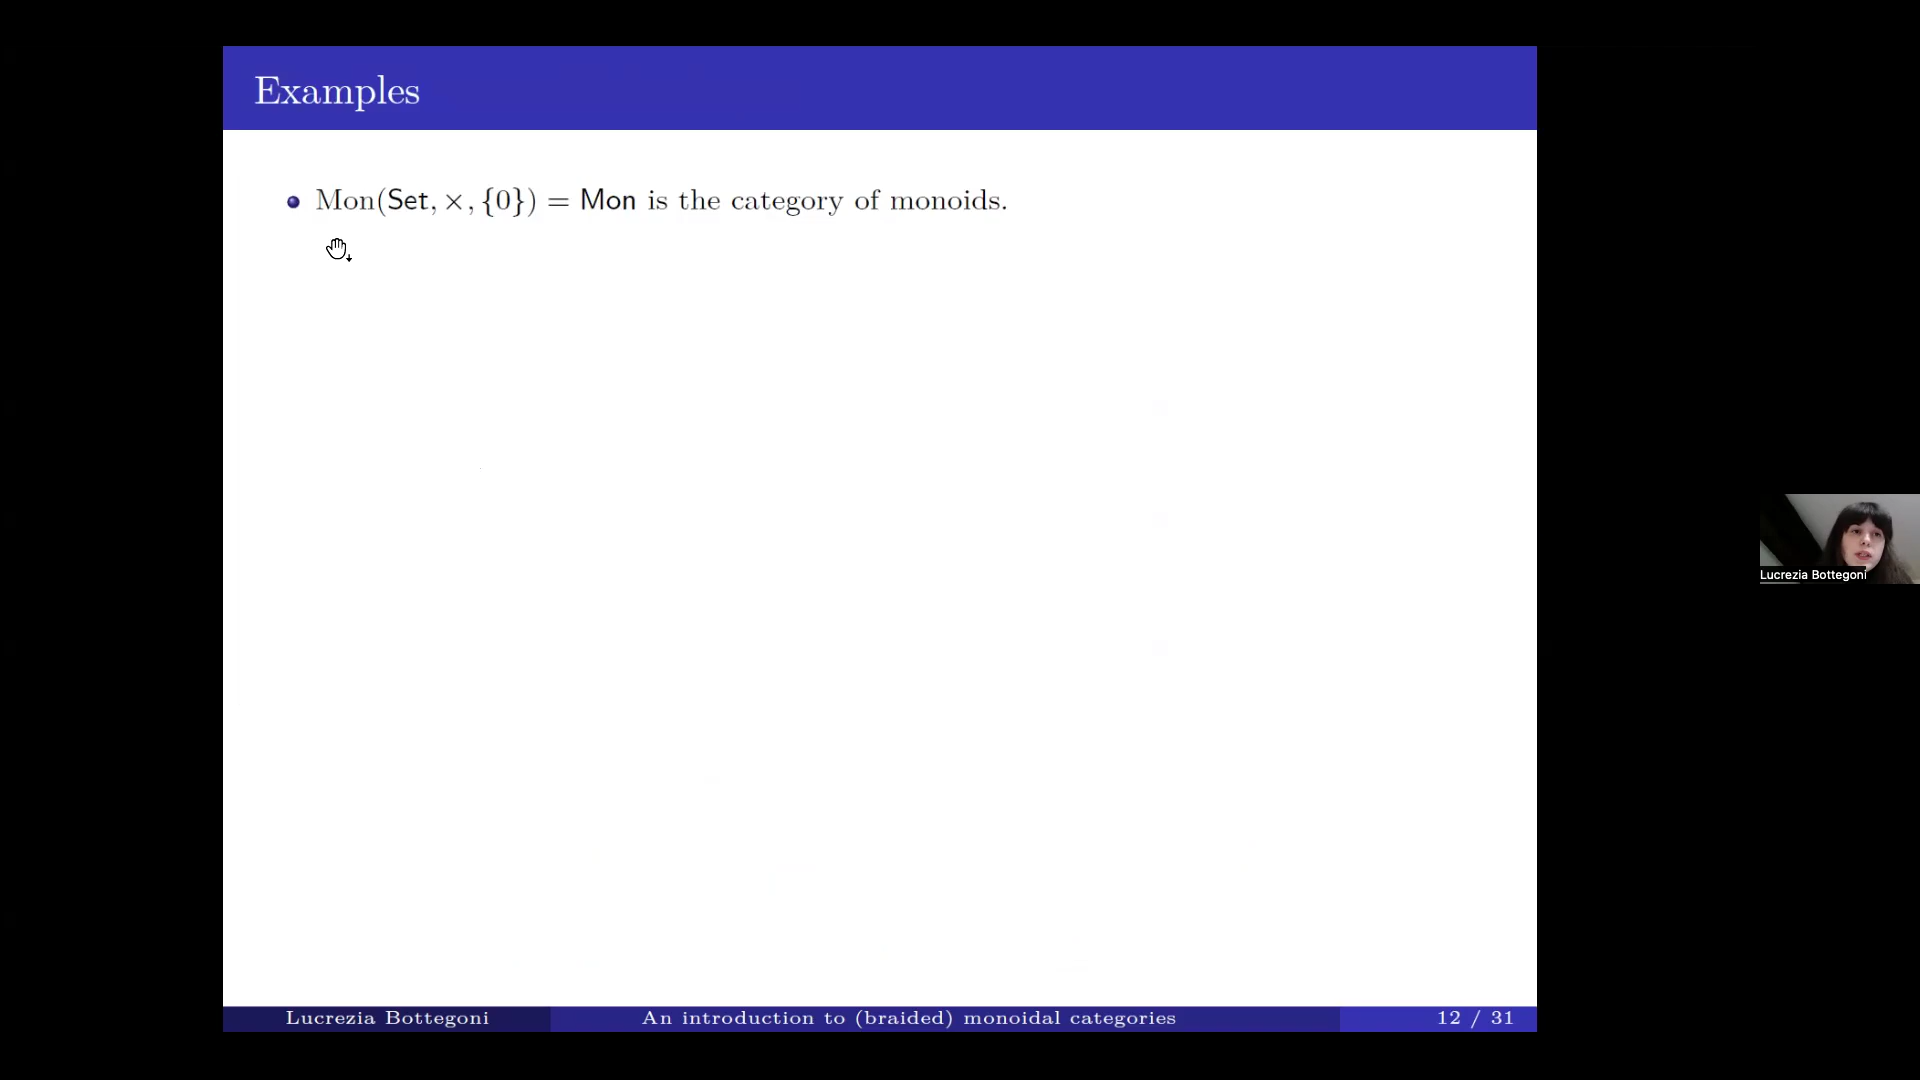 Examples
Mon(Set, ×, {0}) = Mon is the category of monoids.
Lucrezia Bottegoni
Lucrezia Bottegoni An introduction to (braided) monoidal categories 12 / 31